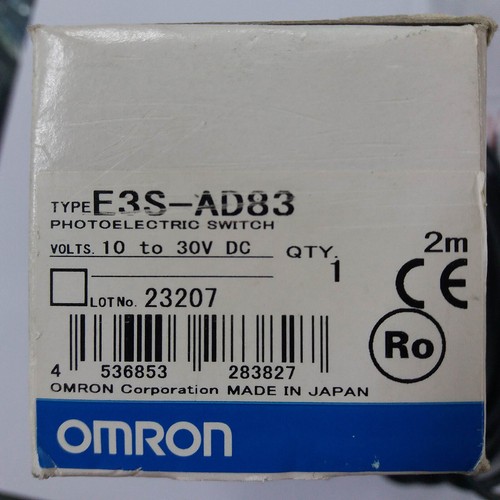 TYPE E3S-AD83
PHOTOELECTRIC SWITCH
VOLTS. 10 to 30V DC QTY. 1
2m
CE
LOT No. 23207
Ro
4 536853 283827
OMRON Corporation MADE IN JAPAN
OMRON